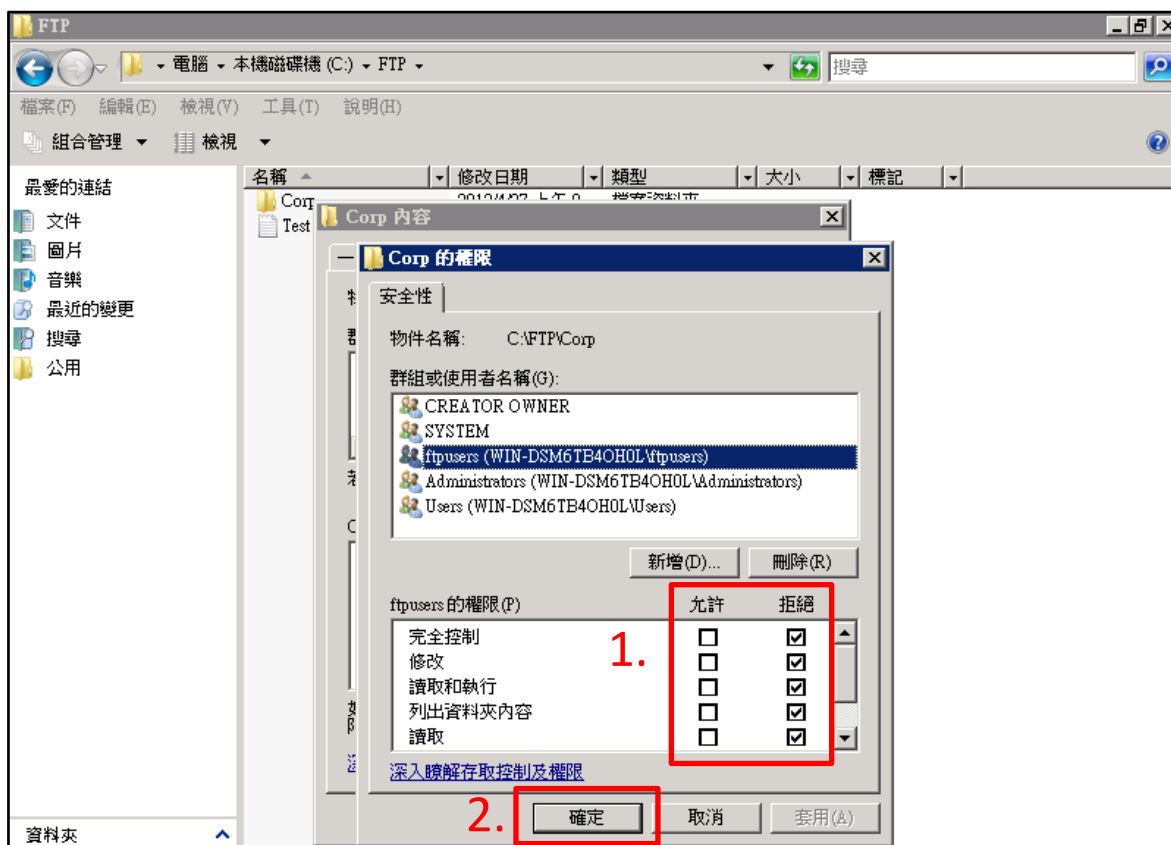 FTP
電腦 本機磁碟機 (C:) FTP
搜尋
檔案(F) 編輯(E) 檢視(V) 工具(T) 說明(H)
組合管理 檢視
最愛的連結
文件
圖片
音樂
最近的變更
搜尋
公用
資料夾
名稱 修改日期 類型 大小 標記
Corp
Test
Corp 內容
一
Corp 的權限
安全性
物件名稱: C:\FTP\Corp
群組或使用者名稱(G):
CREATOR OWNER
SYSTEM
ftpusers (WIN-DSM6TB4OH0L\ftpusers)
Administrators (WIN-DSM6TB4OH0L\Administrators)
Users (WIN-DSM6TB4OH0L\Users)
新增(D)... 刪除(R)
ftpusers 的權限(P) 允許 拒絕
完全控制
修改
讀取和執行
列出資料夾內容
讀取
1.
深入瞭解存取控制及權限
2.
確定 取消 套用(A)